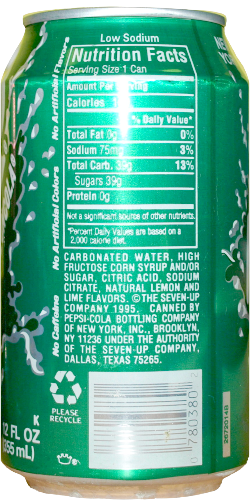 Low Sodium
Nutrition Facts
Serving Size 1 Can
Amount Per Serving
Calories
% Daily Value*
Total Fat 0g 0%
Sodium 75mg 3%
Total Carb. 39g 13%
Sugars 39g
Protein 0g
Not a significant source of other nutrients.
*Percent Daily Values are based on a
2,000 calorie diet.
CARBONATED WATER, HIGH
FRUCTOSE CORN SYRUP AND/OR
SUGAR, CITRIC ACID, SODIUM
CITRATE, NATURAL LEMON AND
LIME FLAVORS. © THE SEVEN-UP
COMPANY 1995. CANNED BY
PEPSI-COLA BOTTLING COMPANY
OF NEW YORK, INC., BROOKLYN,
NY 11236 UNDER THE AUTHORITY
OF THE SEVEN-UP COMPANY,
DALLAS, TEXAS 75265.
No Artificial Flavors
No Artificial Colors
No Caffeine
PLEASE
RECYCLE
K
12 FL OZ
(355 mL)
780380
2672014B